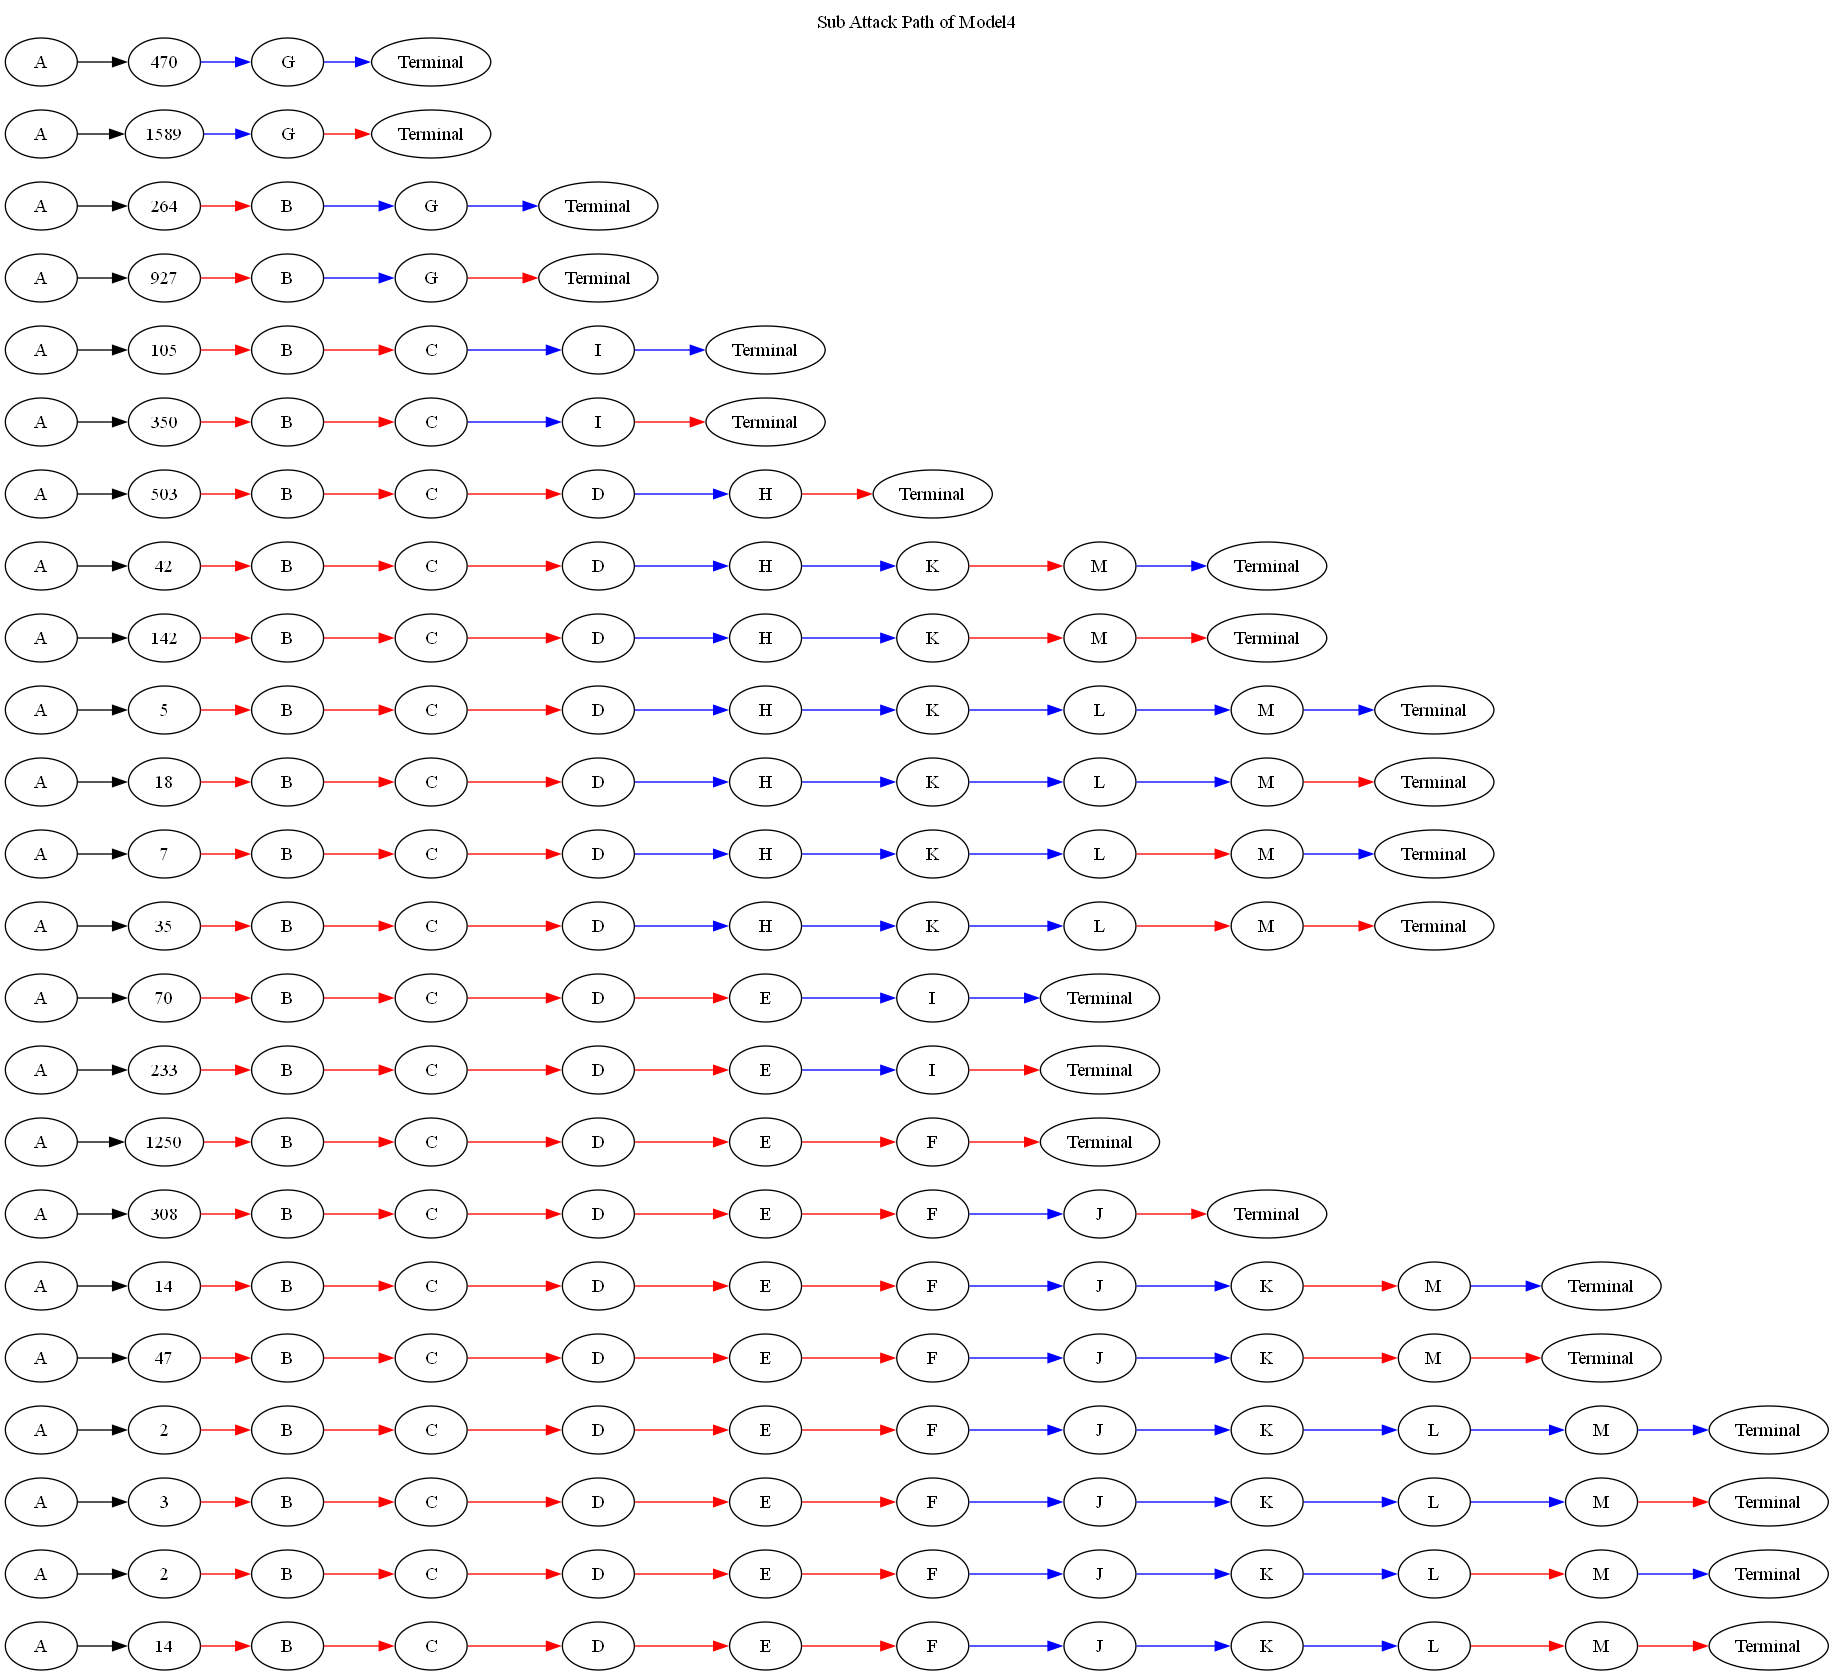 Sub Attack Path of Model4
A 470 G Terminal
A 1589 G Terminal
A 264 B G Terminal
A 927 B G Terminal
A 105 B C I Terminal
A 350 B C I Terminal
A 503 B C D H Terminal
A 42 B C D H K M Terminal
A 142 B C D H K M Terminal
A 5 B C D H K L M Terminal
A 18 B C D H K L M Terminal
A 7 B C D H K L M Terminal
A 35 B C D H K L M Terminal
A 70 B C D E I Terminal
A 233 B C D E I Terminal
A 1250 B C D E F Terminal
A 308 B C D E F J Terminal
A 14 B C D E F J K M Terminal
A 47 B C D E F J K M Terminal
A 2 B C D E F J K L M Terminal
A 3 B C D E F J K L M Terminal
A 2 B C D E F J K L M Terminal
A 14 B C D E F J K L M Terminal